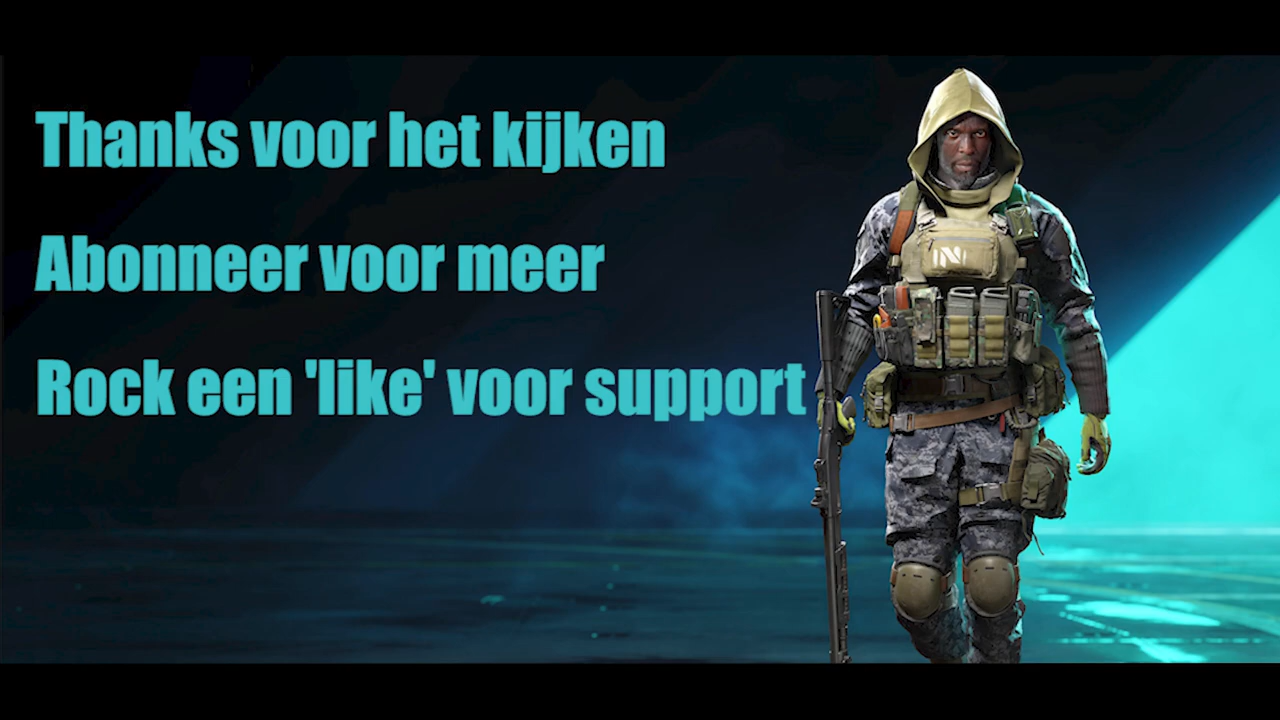 Thanks voor het kijken
Abonneer voor meer
Rock een 'like' voor support